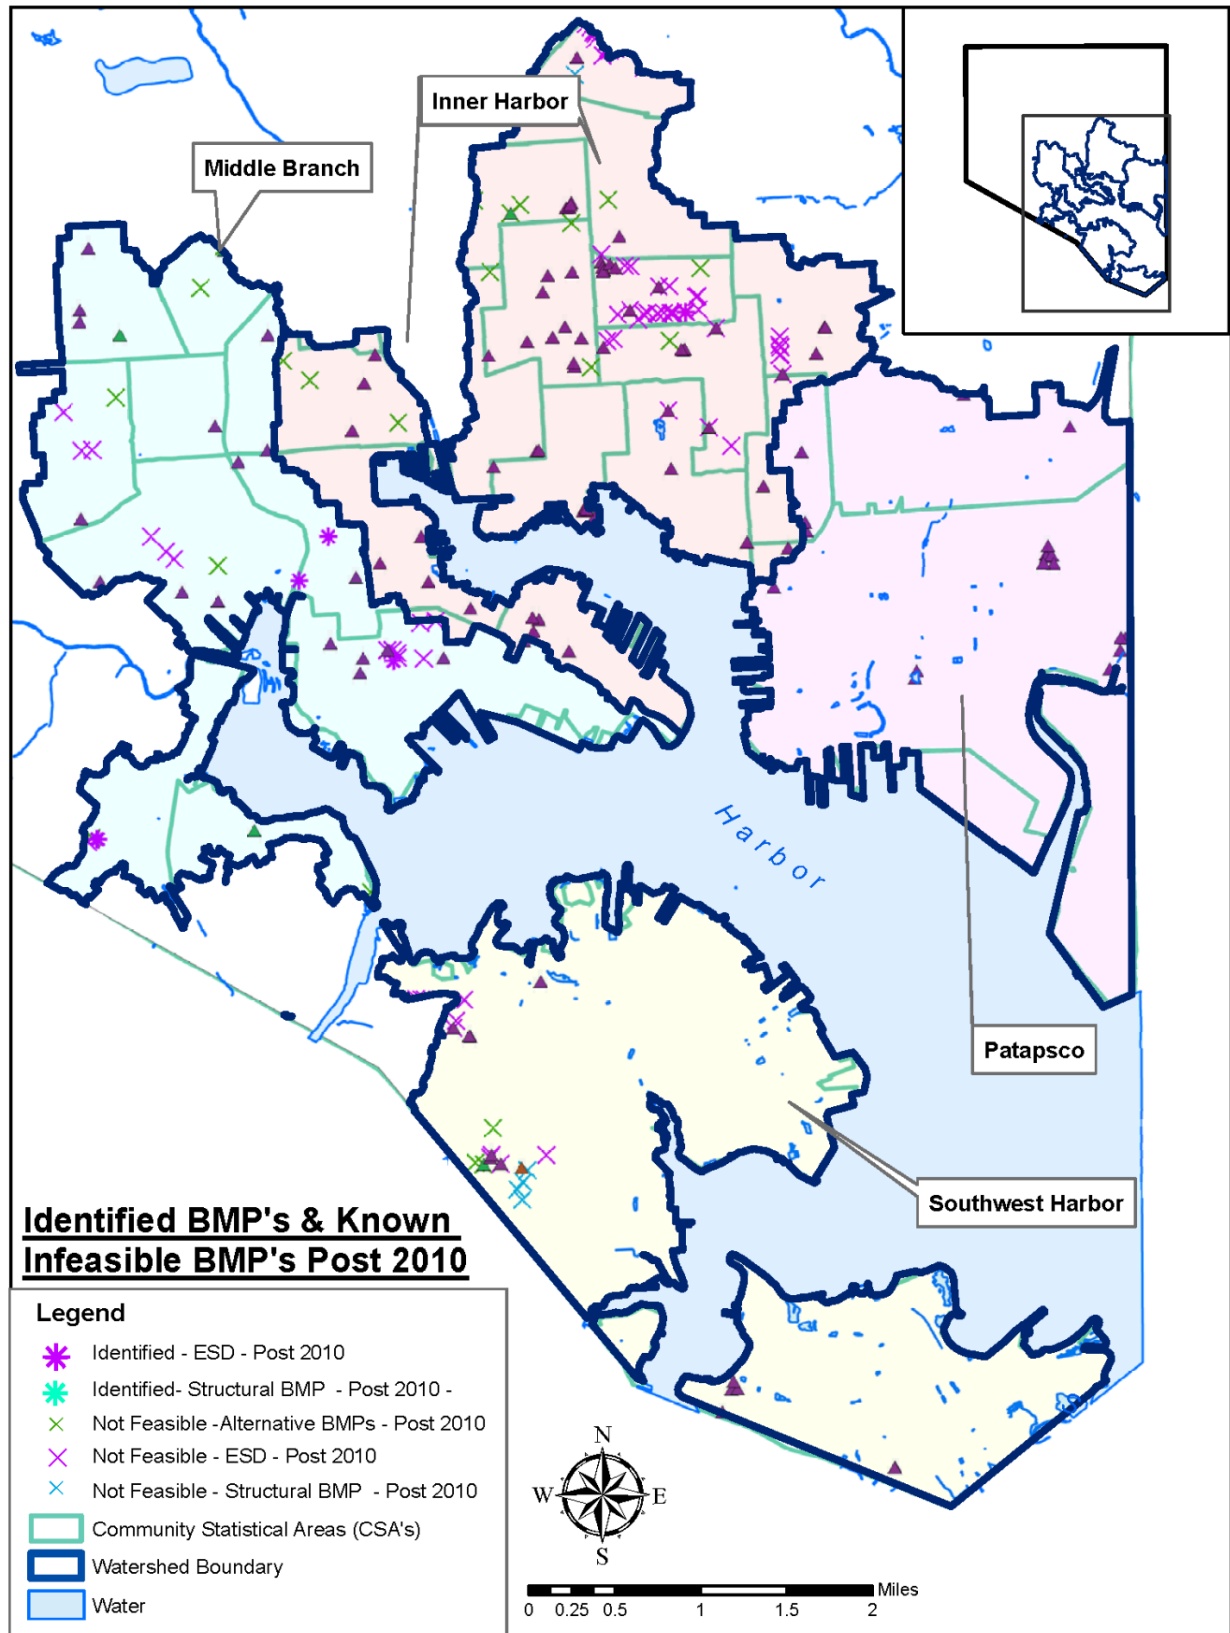 Inner Harbor
Middle Branch
Harbor
Patapsco
Southwest Harbor
Identified BMP's & Known
Infeasible BMP's Post 2010
Legend
Identified - ESD - Post 2010
Identified- Structural BMP - Post 2010 -
Not Feasible -Alternative BMPs - Post 2010
Not Feasible - ESD - Post 2010
Not Feasible - Structural BMP - Post 2010
Community Statistical Areas (CSA's)
Watershed Boundary
Water
N
W E
S
Miles
0 0.25 0.5 1 1.5 2